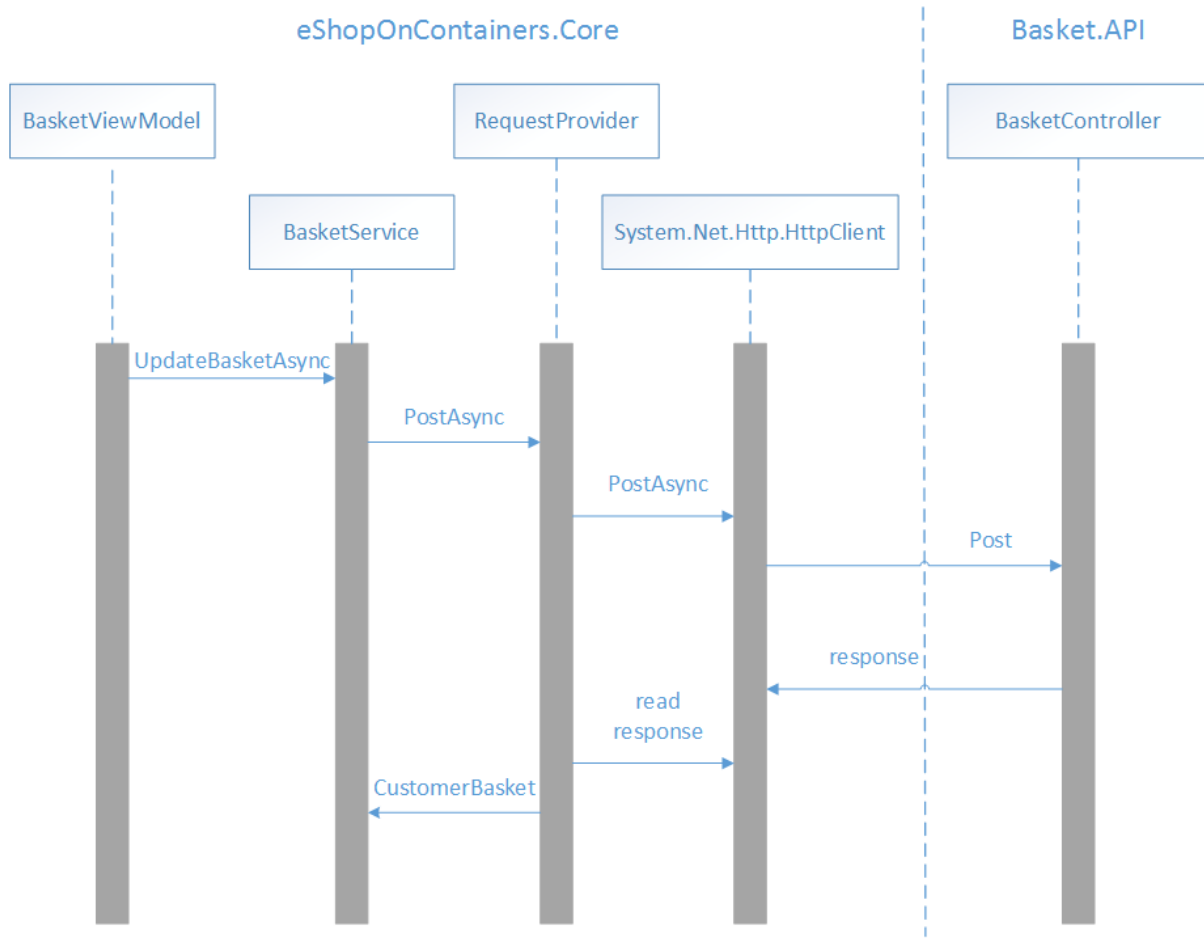 eShopOnContainers.Core
Basket.API
BasketViewModel
RequestProvider
BasketController
BasketService
System.Net.Http.HttpClient
UpdateBasketAsync
PostAsync
PostAsync
Post
response
read
response
CustomerBasket